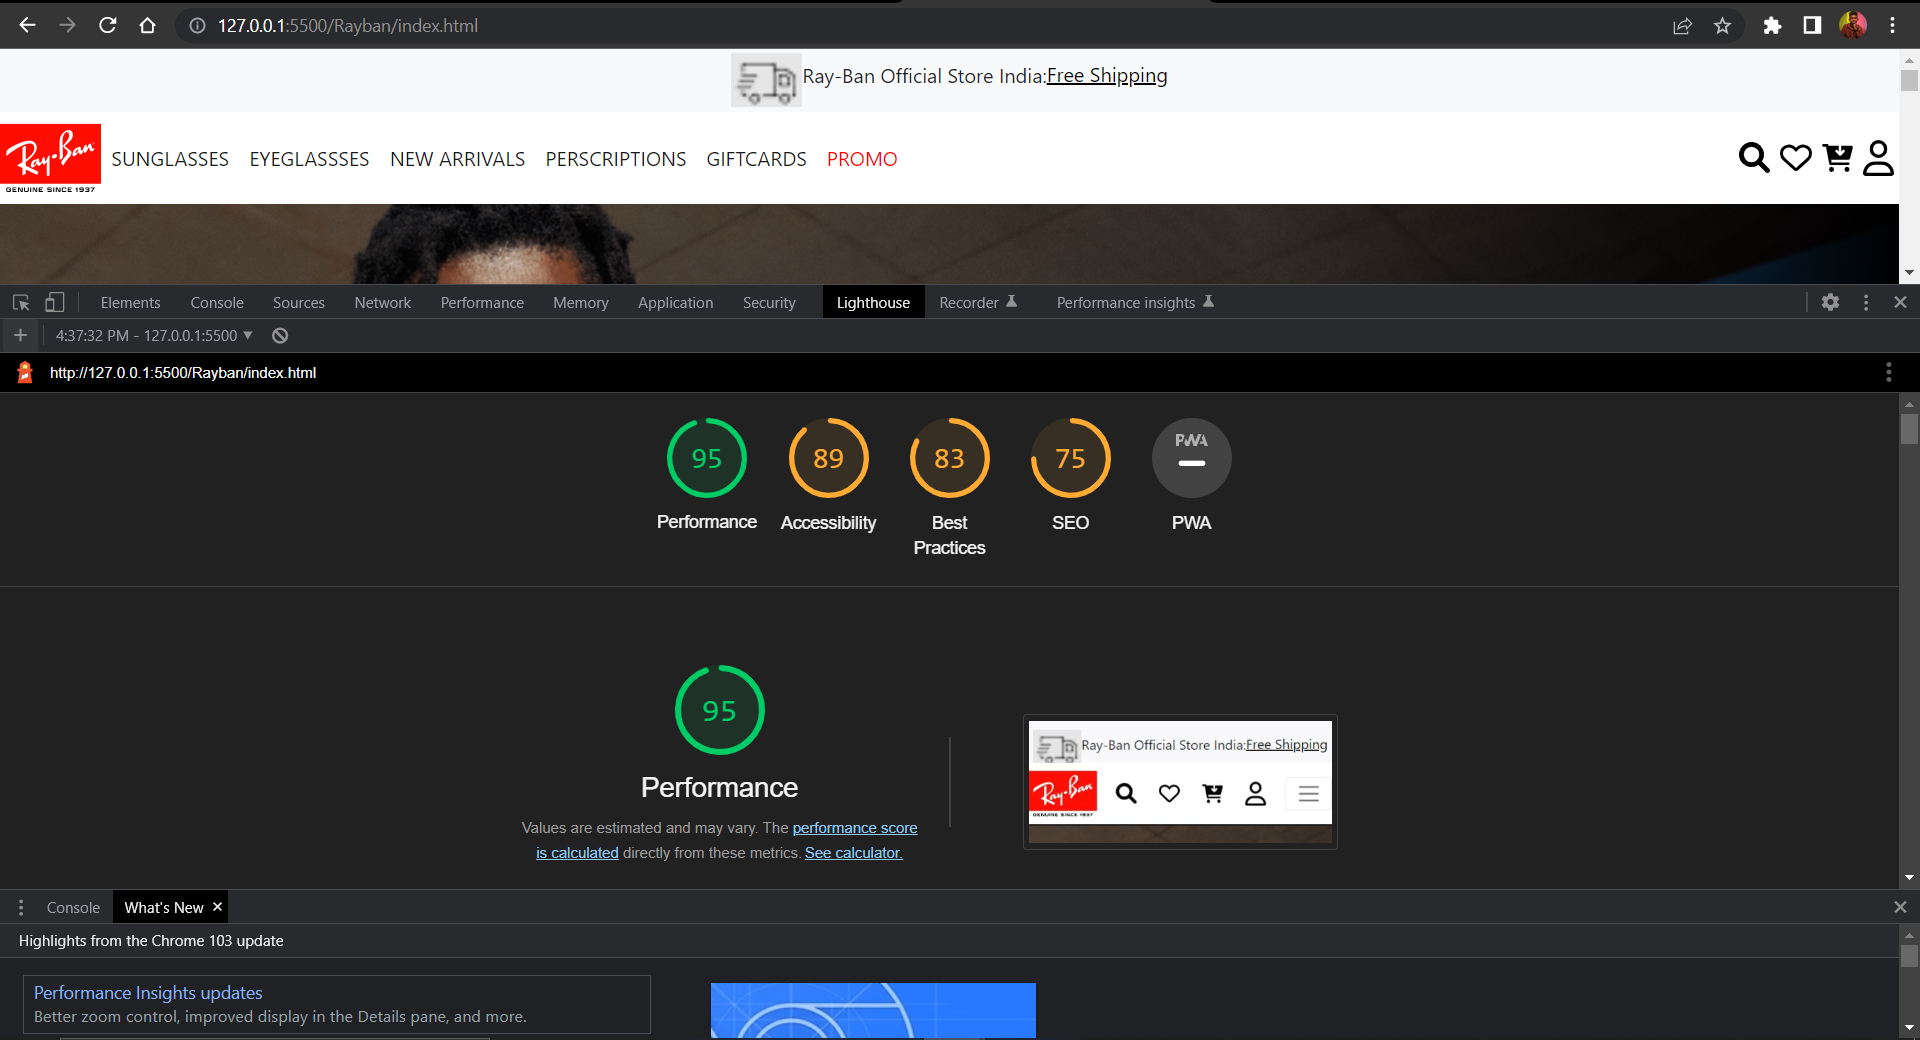 127.0.0.1:5500/Rayban/index.html
Ray-Ban Official Store India:Free Shipping
Ray-Ban
GENUINE SINCE 1937
SUNGLASSES EYEGLASSSES NEW ARRIVALS PERSCRIPTIONS GIFTCARDS PROMO
Elements Console Sources Network Performance Memory Application Security Lighthouse Recorder Performance insights
4:37:32 PM - 127.0.0.1:5500
http://127.0.0.1:5500/Rayban/index.html
95 89 83 75 PWA
Performance Accessibility Best Practices SEO PWA
95
Performance
Values are estimated and may vary. The performance score
is calculated directly from these metrics. See calculator.
Ray-Ban Official Store India:Free Shipping
Ray-Ban
GENUINE SINCE 1937
Console What's New
Highlights from the Chrome 103 update
Performance Insights updates
Better zoom control, improved display in the Details pane, and more.